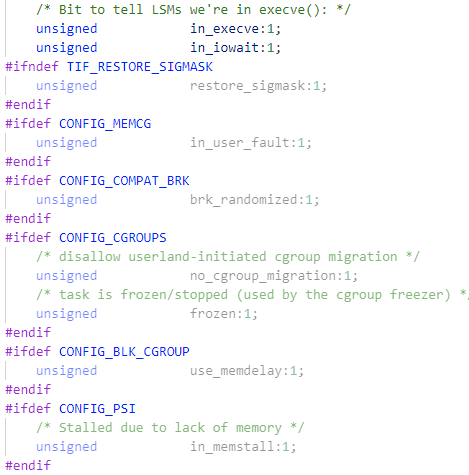 /* Bit to tell LSMs we're in execve(): */
unsigned in_execve:1;
unsigned in_iowait:1;
#ifndef TIF_RESTORE_SIGMASK
unsigned restore_sigmask:1;
#endif
#ifdef CONFIG_MEMCG
unsigned in_user_fault:1;
#endif
#ifdef CONFIG_COMPAT_BRK
unsigned brk_randomized:1;
#endif
#ifdef CONFIG_CGROUPS
/* disallow userland-initiated cgroup migration */
unsigned no_cgroup_migration:1;
/* task is frozen/stopped (used by the cgroup freezer) */
unsigned frozen:1;
#endif
#ifdef CONFIG_BLK_CGROUP
unsigned use_memdelay:1;
#endif
#ifdef CONFIG_PSI
/* Stalled due to lack of memory */
unsigned in_memstall:1;
#endif